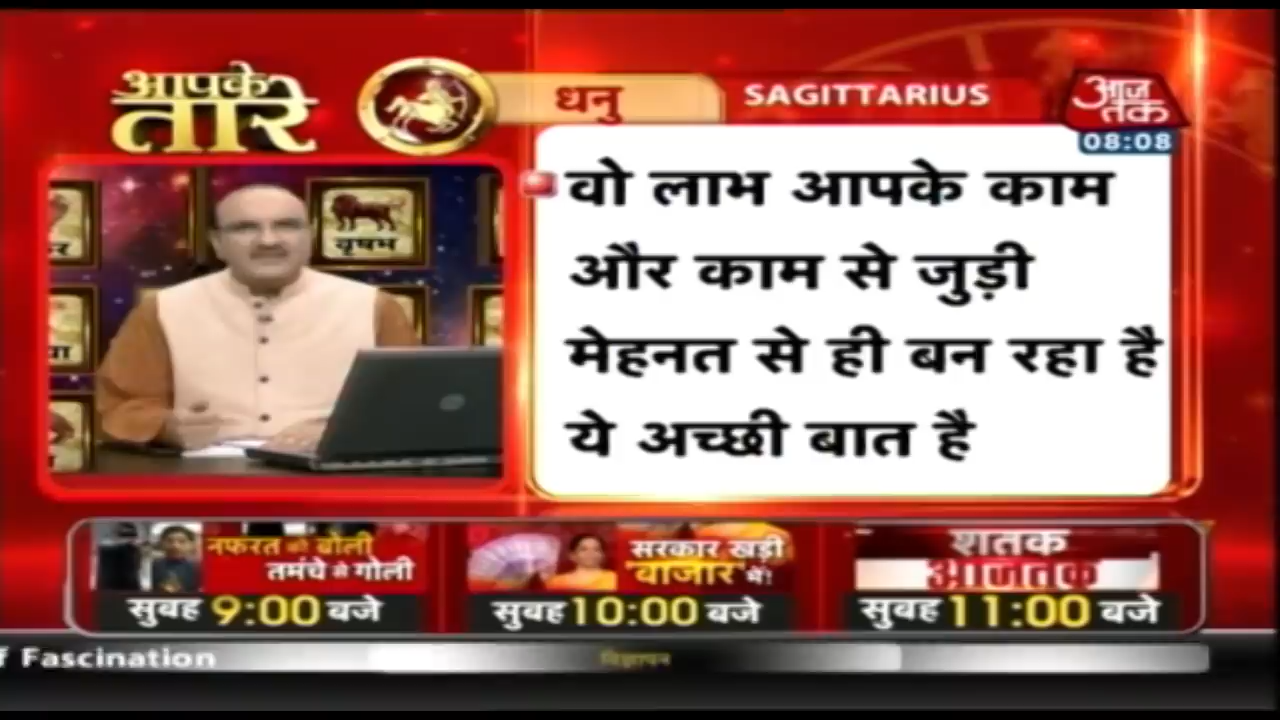 आपके
तारे
धनु
SAGITTARIUS
आज
तक
08:08
वृषभ
वो लाभ आपके काम
और काम से जुड़ी
मेहनत से ही बन रहा है
ये अच्छी बात है
नफरत की बोली
तमंचे से गोली
सुबह 9:00 बजे
सरकार खड़ी
'बाजार' में!
सुबह 10:00 बजे
शतक
आजतक
सुबह 11:00 बजे
Fascination
विज्ञापन